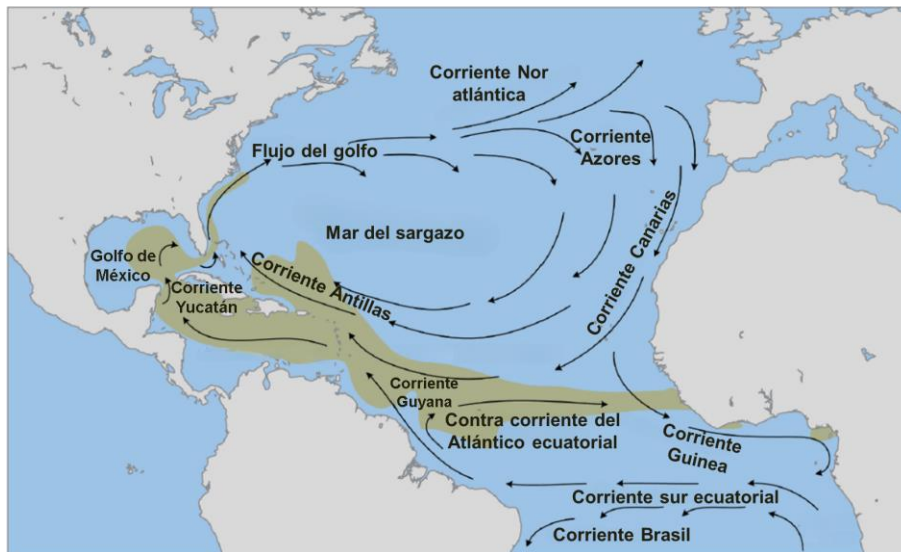 Corriente Nor
atlántica
Corriente
Azores
Flujo del golfo
Mar del sargazo
Golfo de
México
Corriente
Yucatán
Corriente Antillas
Corriente Canarias
Corriente
Guyana
Contra corriente del
Atlántico ecuatorial
Corriente
Guinea
Corriente sur ecuatorial
Corriente Brasil